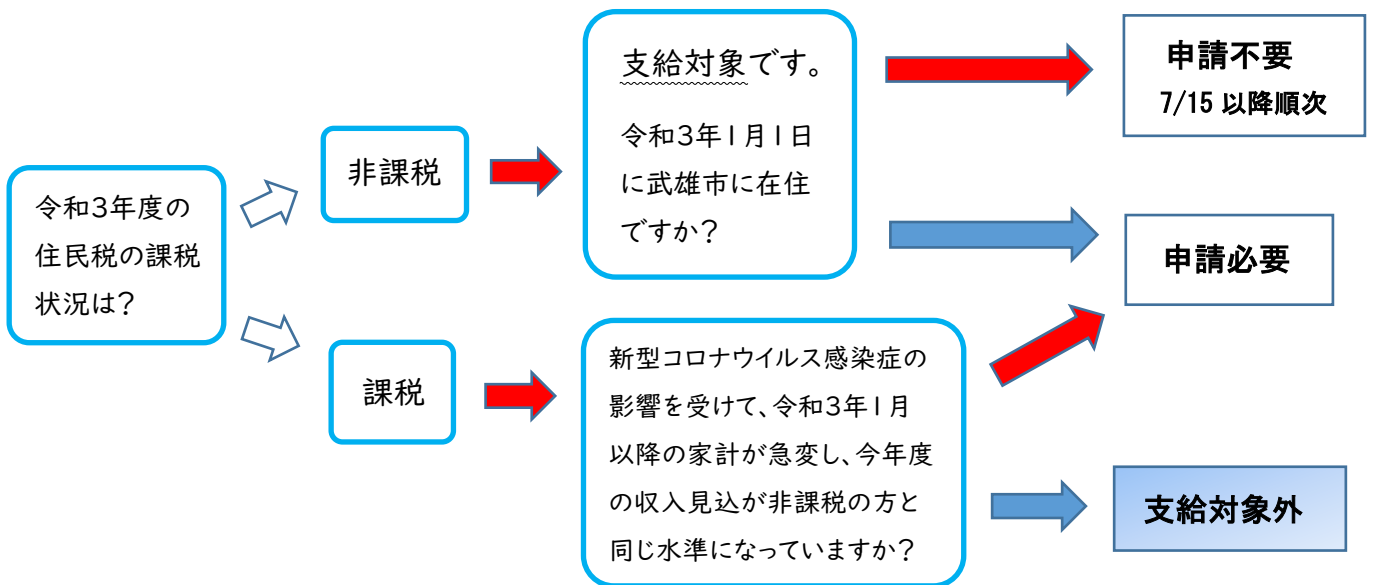 令和3年度の
住民税の課税
状況は?
非課税
課税
支給対象です。
令和3年1月1日
に武雄市に在住
ですか?
新型コロナウイルス感染症の
影響を受けて、令和3年1月
以降の家計が急変し、今年度
の収入見込が非課税の方と
同じ水準になっていますか?
申請不要
7/15 以降順次
申請必要
支給対象外